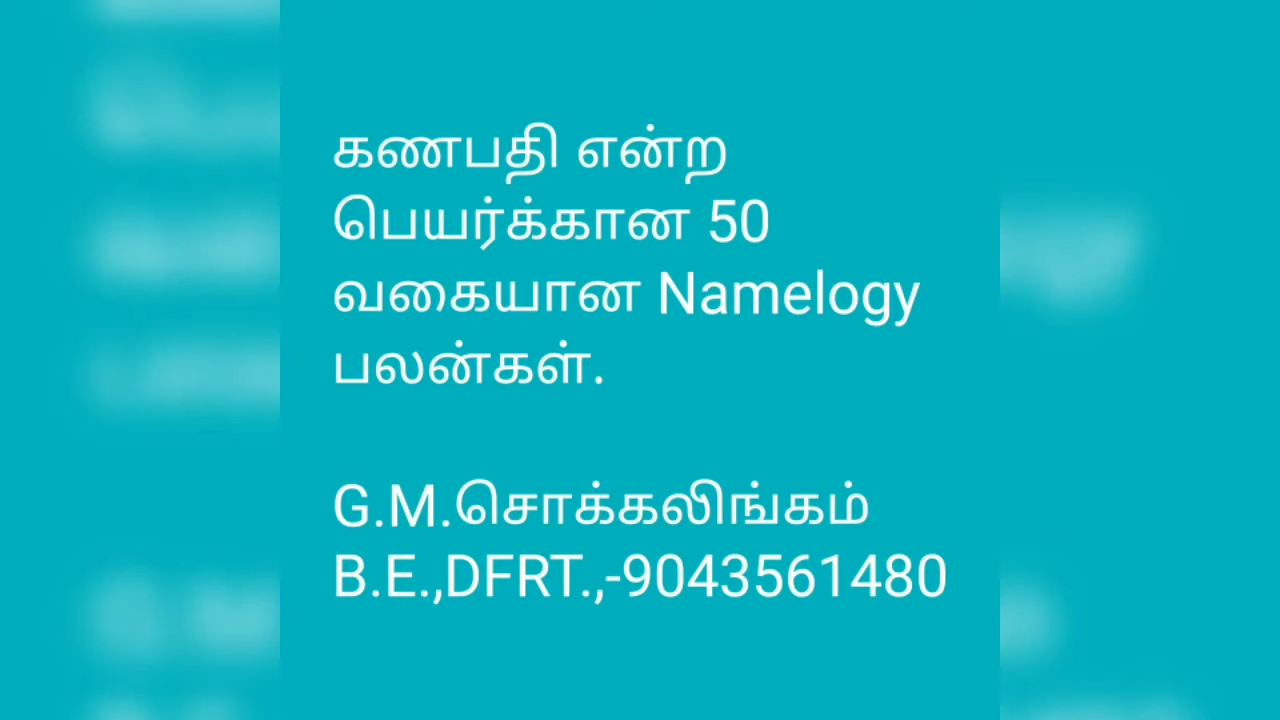 கணபதி என்ற
பெயர்க்கான 50
வகையான Namelogy
பலன்கள்.
G.M.சொக்கலிங்கம்
B.E.,DFRT.,-9043561480